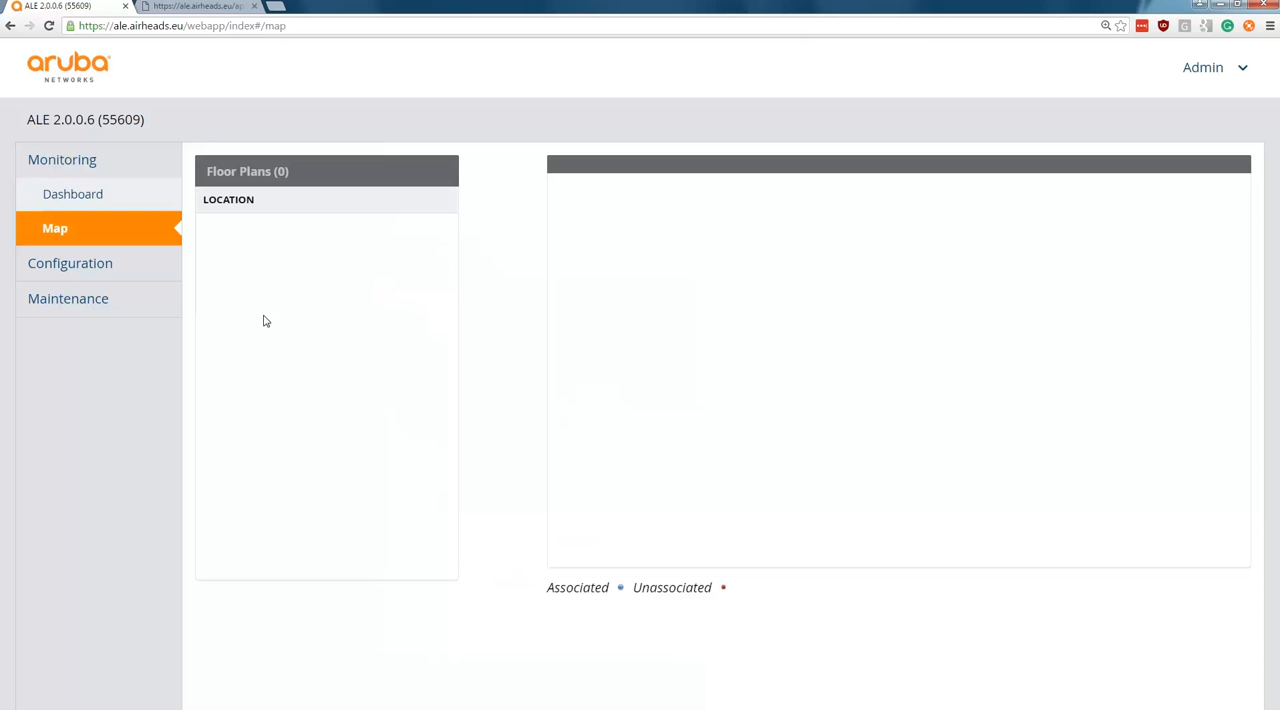 ALE 2.0.0.6 (55609)
https://ale.airheads.eu/ap
https://ale.airheads.eu/webapp/index#/map
aruba
NETWORKS
Admin
ALE 2.0.0.6 (55609)
Monitoring
Floor Plans (0)
LOCATION
Dashboard
Map
Configuration
Maintenance
Associated Unassociated